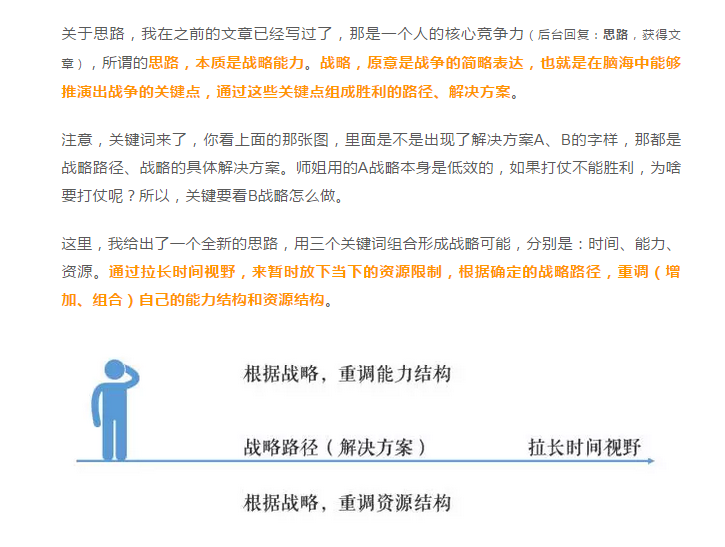 关于思路，我在之前的文章已经写过了，那是一个人的核心竞争力（后台回复：思路，获得文
章），所谓的思路，本质是战略能力。战略，原意是战争的简略表达，也就是在脑海中能够
推演出战争的关键点，通过这些关键点组成胜利的路径、解决方案。
注意，关键词来了，你看上面的那张图，里面是不是出现了解决方案A、B的字样，那都是
战略路径、战略的具体解决方案。师姐用的A战略本身是低效的，如果打仗不能胜利，为啥
要打仗呢？所以，关键要看B战略怎么做。
这里，我给出了一个全新的思路，用三个关键词组合形成战略可能，分别是：时间、能力、
资源。通过拉长时间视野，来暂时放下当下的资源限制，根据确定的战略路径，重调（增
加、组合）自己的能力结构和资源结构。
根据战略，重调能力结构
战略路径（解决方案） 拉长时间视野
根据战略，重调资源结构